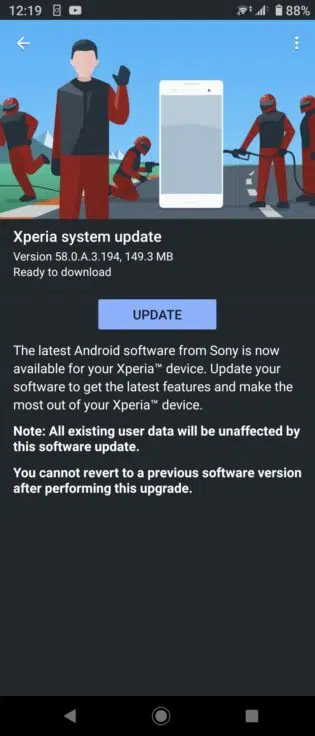 12:19 88%
Xperia system update
Version 58.0.A.3.194, 149.3 MB
Ready to download
UPDATE
The latest Android software from Sony is now
available for your Xperia™ device. Update your
software to get the latest features and make the
most out of your Xperia™ device.
Note: All existing user data will be unaffected by
this software update.
You cannot revert to a previous software version
after performing this upgrade.